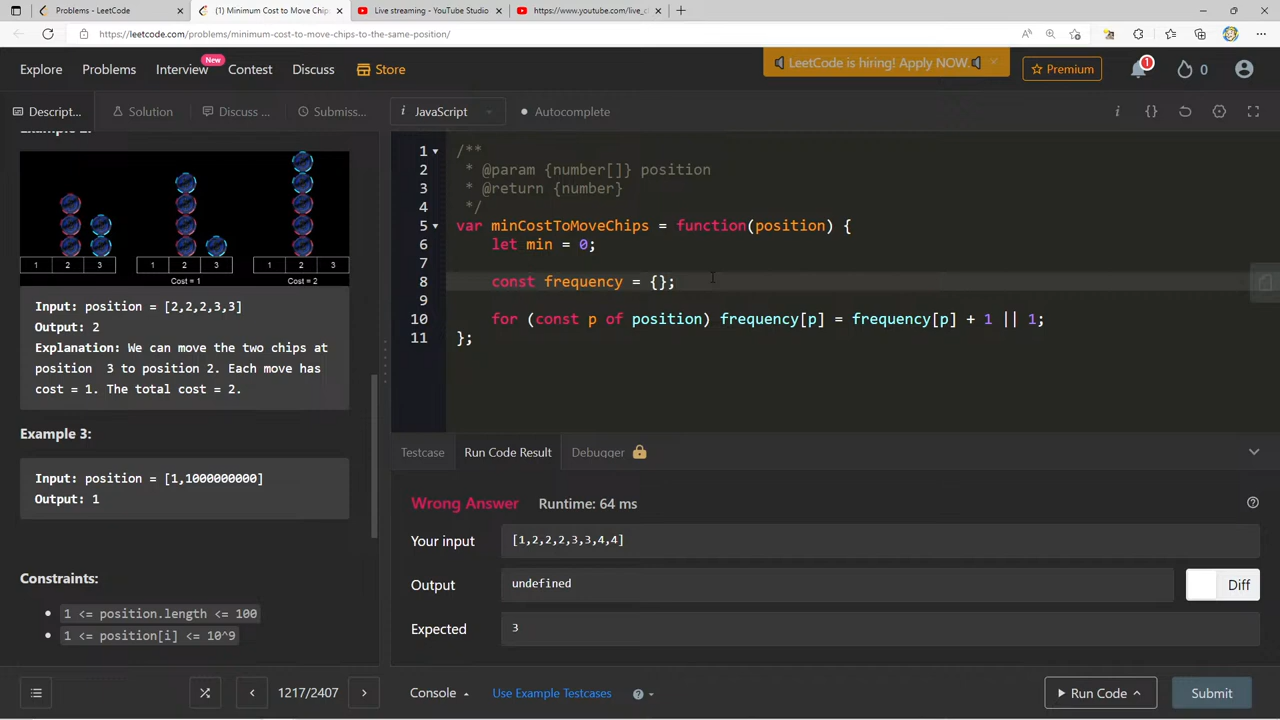 Problems - LeetCode
(1) Minimum Cost to Move Chip
Live streaming - YouTube Studio
https://www.youtube.com/live_c
https://leetcode.com/problems/minimum-cost-to-move-chips-to-the-same-position/
Explore
Problems
Interview
New
Contest
Discuss
Store
LeetCode is hiring! Apply NOW
Premium
1
0
Descript...
Solution
Discuss ...
Submiss...
i JavaScript
Autocomplete
1 2 3
1 2 3
1 2 3
Cost = 1
Cost = 2
Input: position = [2,2,2,3,3]
Output: 2
Explanation: We can move the two chips at
position 3 to position 2. Each move has
cost = 1. The total cost = 2.
Example 3:
Input: position = [1,1000000000]
Output: 1
Constraints:
1 <= position.length <= 100
1 <= position[i] <= 10^9
1217/2407
1 /**
2 * @param {number[]} position
3 * @return {number}
4 */
5 var minCostToMoveChips = function(position) {
6 let min = 0;
7
8 const frequency = {};
9
10 for (const p of position) frequency[p] = frequency[p] + 1 || 1;
11 };
Testcase
Run Code Result
Debugger
Wrong Answer
Runtime: 64 ms
Your input
[1,2,2,2,3,3,4,4]
Output
undefined
Diff
Expected
3
Console
Use Example Testcases
Run Code
Submit